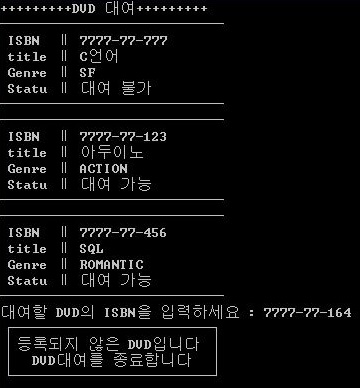 +++++++++DVD 대여+++++++++
ISBN ∥ 7777-77-777
title ∥ C언어
Genre ∥ SF
Statu ∥ 대여 불가
ISBN ∥ 7777-77-123
title ∥ 아두이노
Genre ∥ ACTION
Statu ∥ 대여 가능
ISBN ∥ 7777-77-456
title ∥ SQL
Genre ∥ ROMANTIC
Statu ∥ 대여 가능
대여할 DVD의 ISBN을 입력하세요 : 7777-77-164
등록되지 않은 DVD입니다
DVD대여를 종료합니다